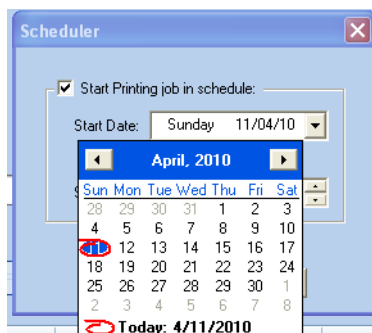 Scheduler
Start Printing job in schedule:
Start Date: Sunday 11/04/10
April, 2010
Sun Mon Tue Wed Thu Fri Sat
28 29 30 31 1 2 3
4 5 6 7 8 9 10
11 12 13 14 15 16 17
18 19 20 21 22 23 24
25 26 27 28 29 30 1
2 3 4 5 6 7 8
Today: 4/11/2010